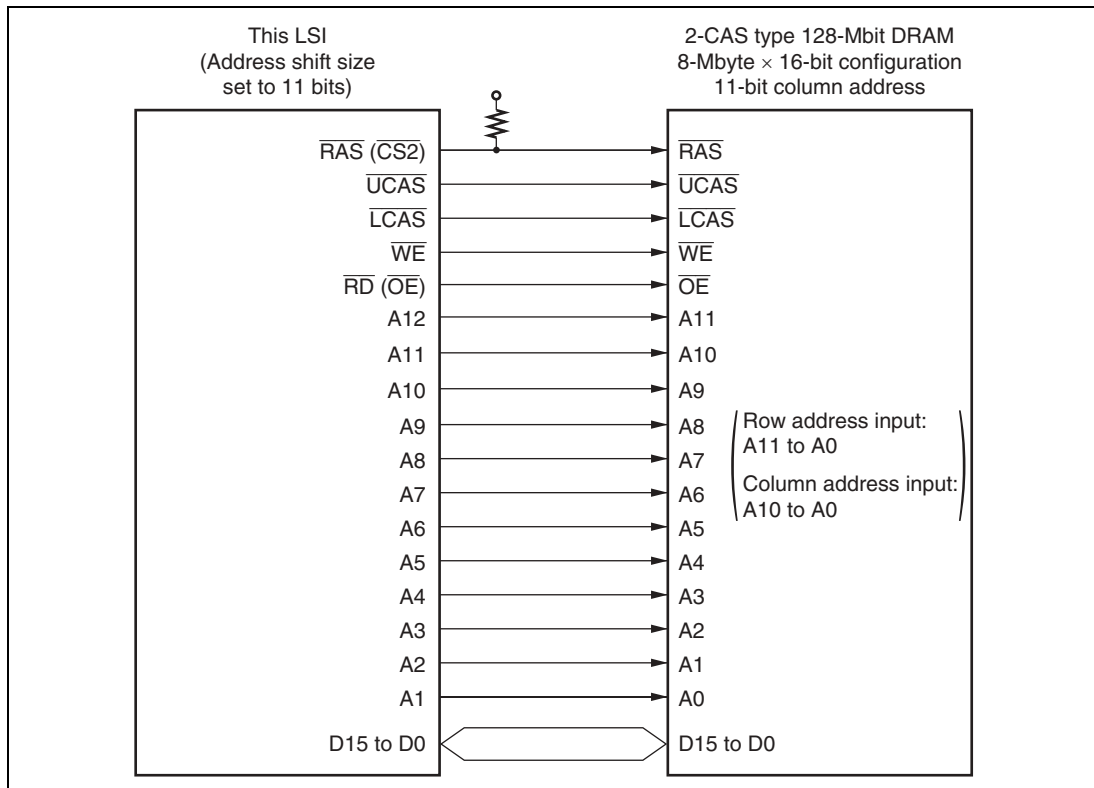 This LSI
(Address shift size
set to 11 bits)
2-CAS type 128-Mbit DRAM
8-Mbyte × 16-bit configuration
11-bit column address
RAS (CS2) RAS
UCAS UCAS
LCAS LCAS
WE WE
RD (OE) OE
A12 A11
A11 A10
A10 A9
A9 A8
A8 A7
A7 A6
A6 A5
A5 A4
A4 A3
A3 A2
A2 A1
A1 A0
D15 to D0 D15 to D0
Row address input:
A11 to A0
Column address input:
A10 to A0